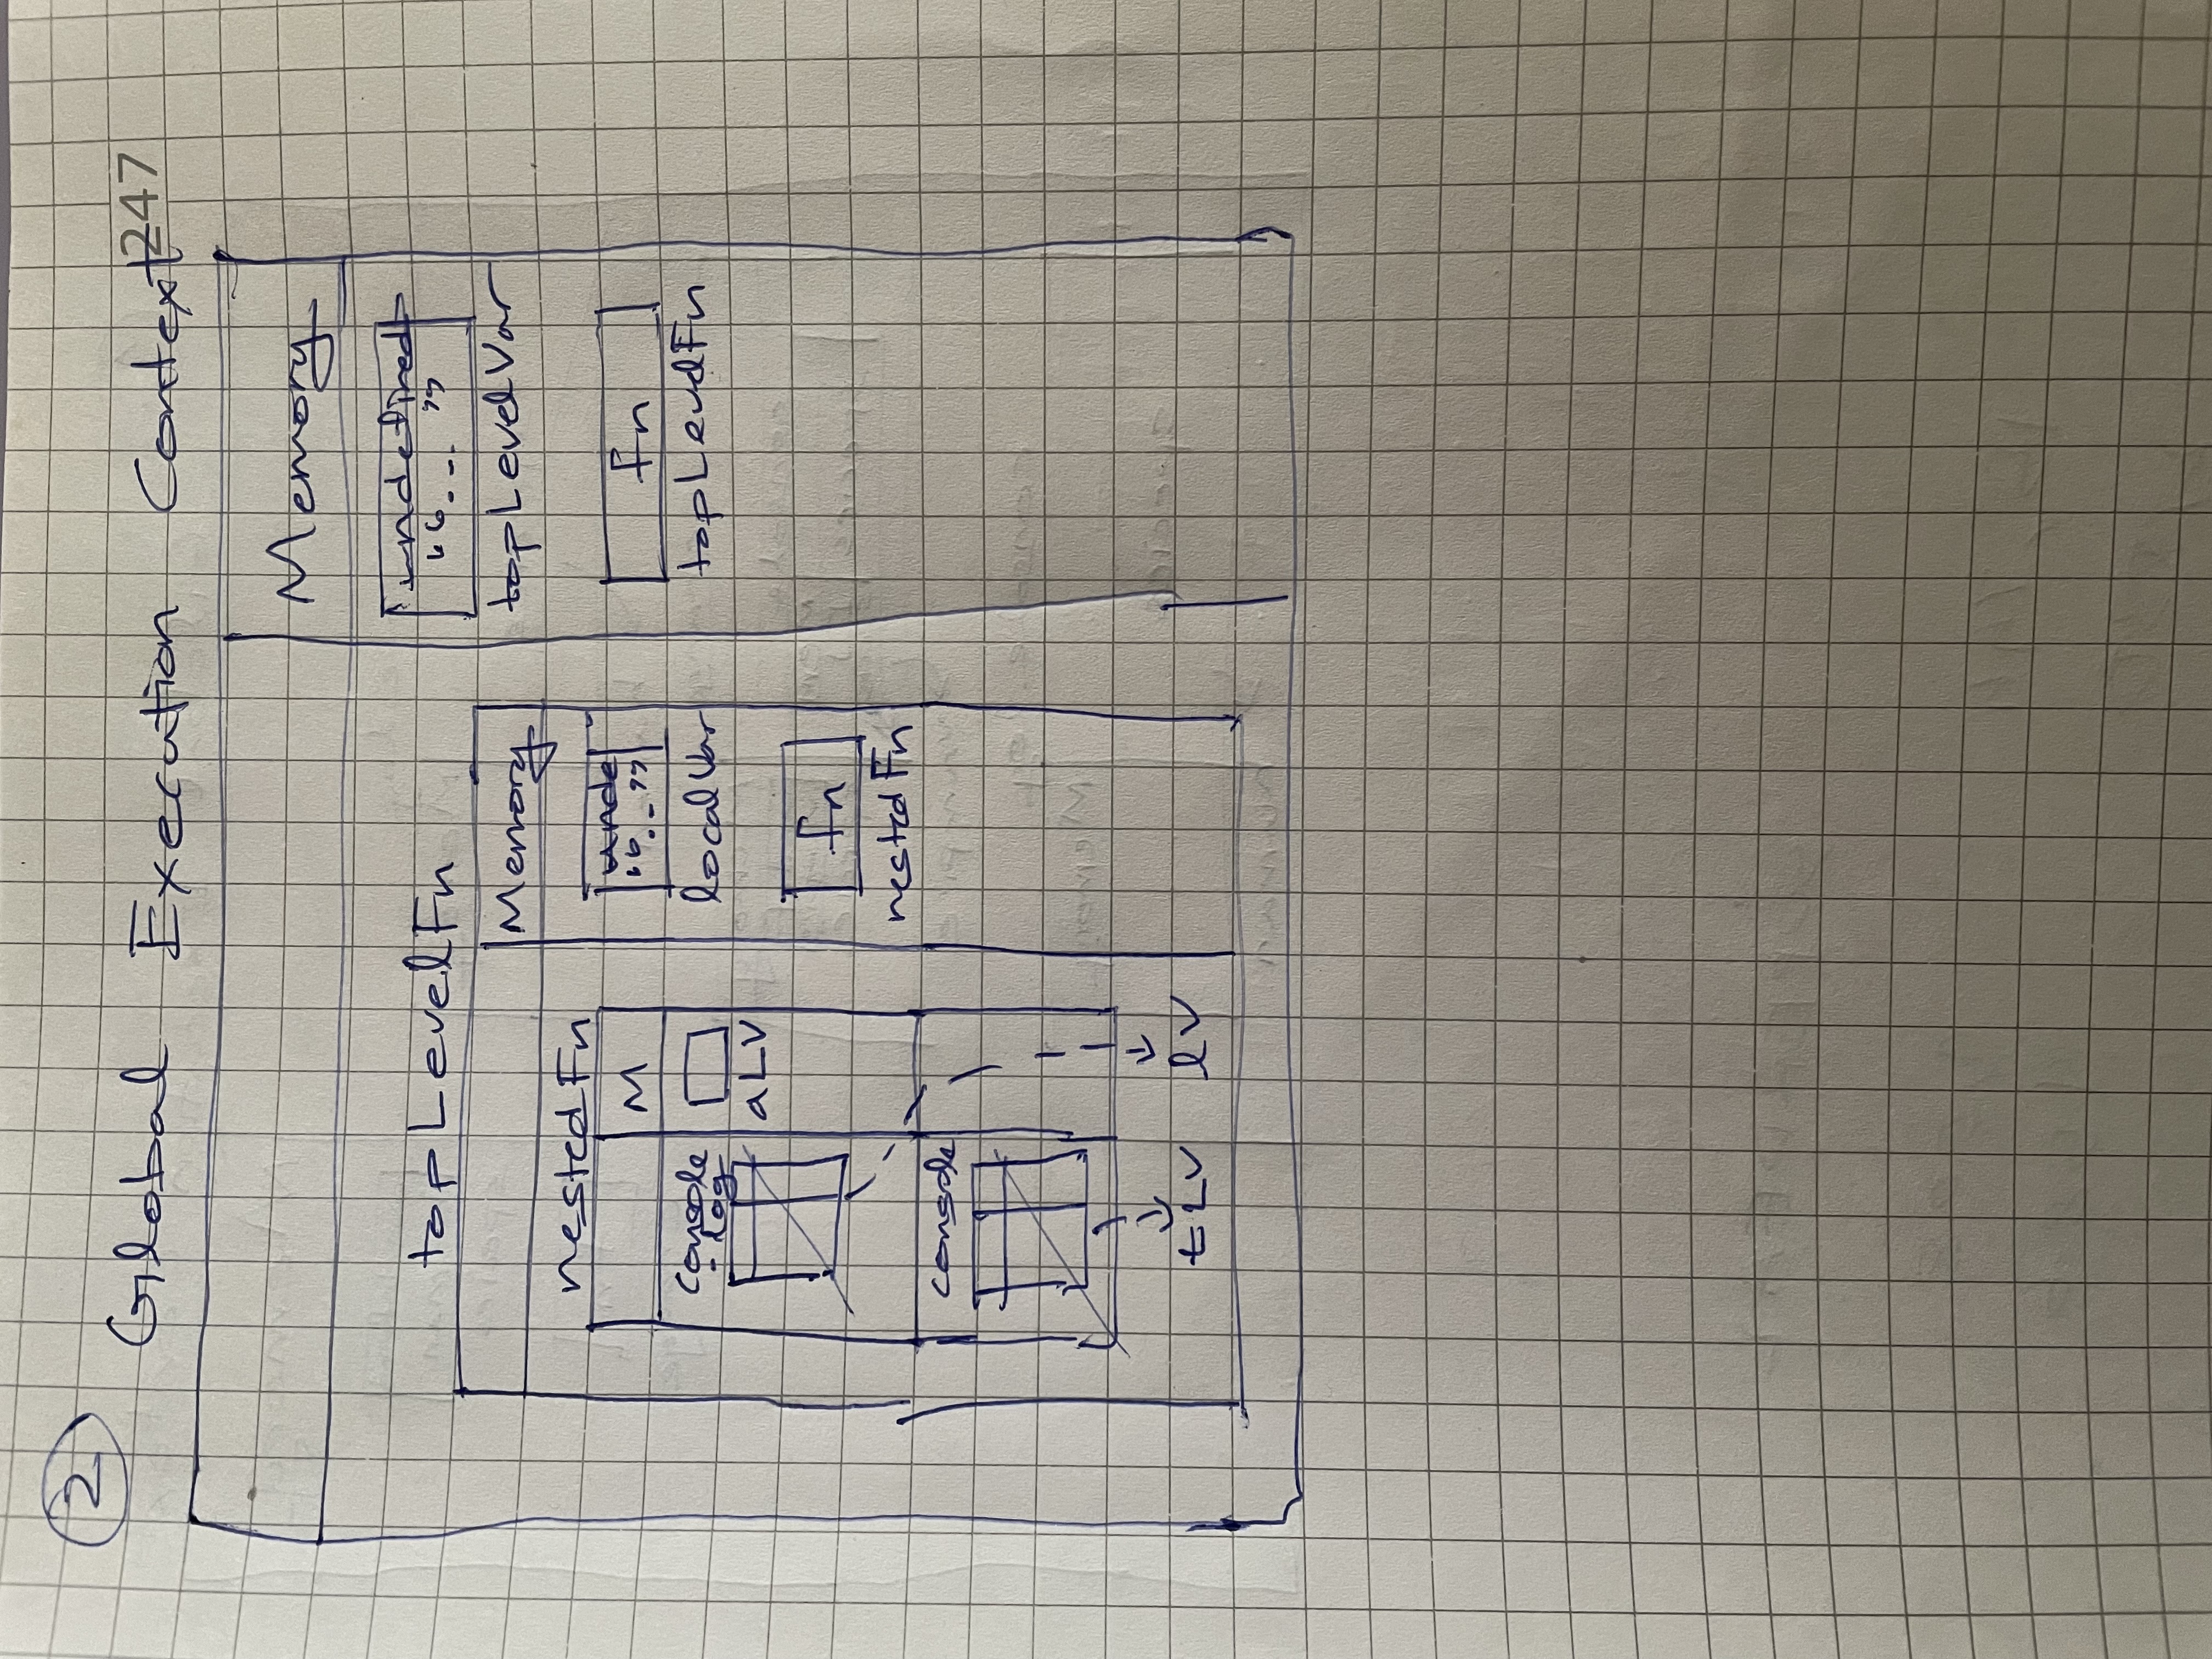 2
247
Global Execution Context
Memory
undefined
"... "
topLevelVar
fn
topLevelFn
topLevelFn
Memory
unde
".. "
localVar
fn
nestedFn
nestedFn
M
console
.log
aLV
console
tLV
lV